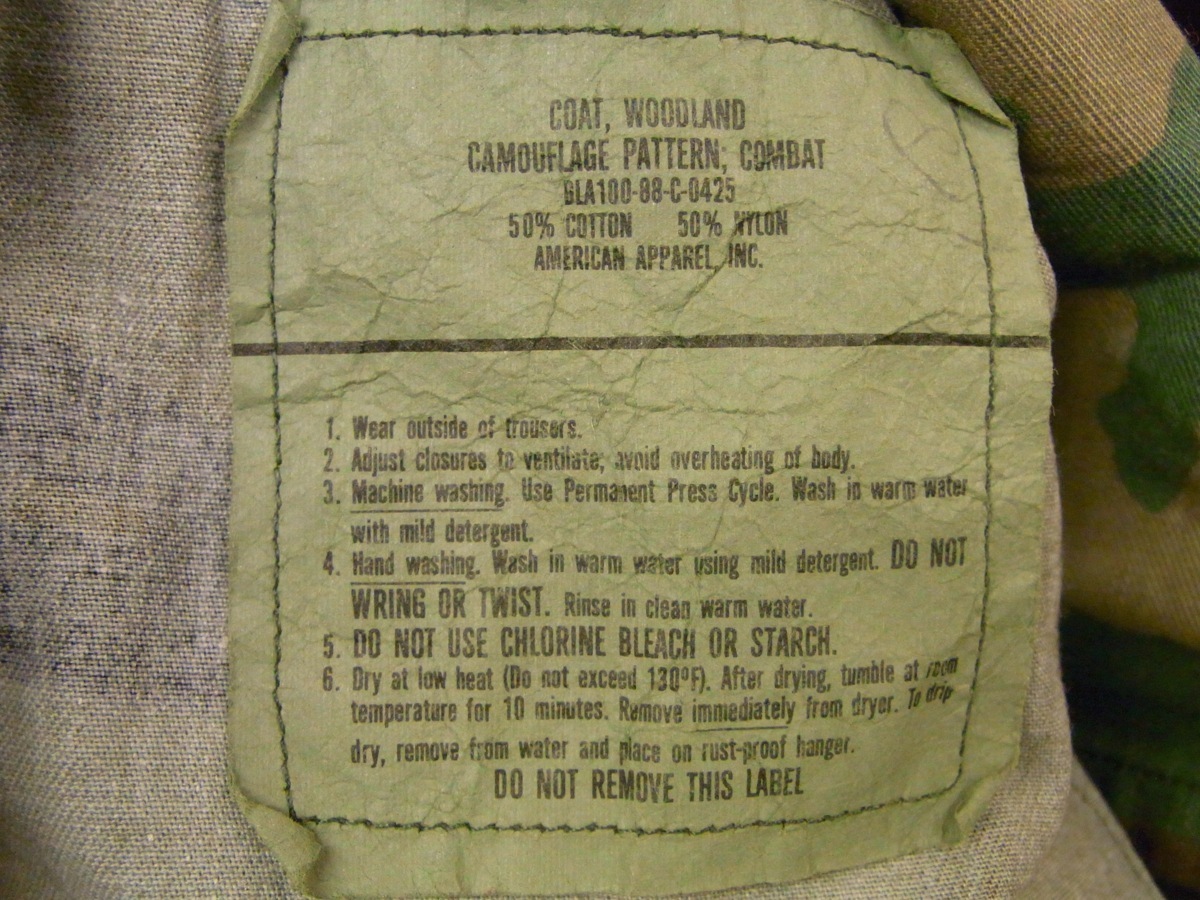 COAT, WOODLAND
CAMOUFLAGE PATTERN; COMBAT
DLA100-88-C-0425
50% COTTON 50% NYLON
AMERICAN APPAREL, INC.
1. Wear outside of trousers.
2. Adjust closures to ventilate; avoid overheating of body.
3. Machine washing. Use Permanent Press Cycle. Wash in warm water
with mild detergent.
4. Hand washing. Wash in warm water using mild detergent. DO NOT
WRING OR TWIST. Rinse in clean warm water.
5. DO NOT USE CHLORINE BLEACH OR STARCH.
6. Dry at low heat (Do not exceed 130°F). After drying, tumble at room
temperature for 10 minutes. Remove immediately from dryer. To drip
dry, remove from water and place on rust-proof hanger.
DO NOT REMOVE THIS LABEL